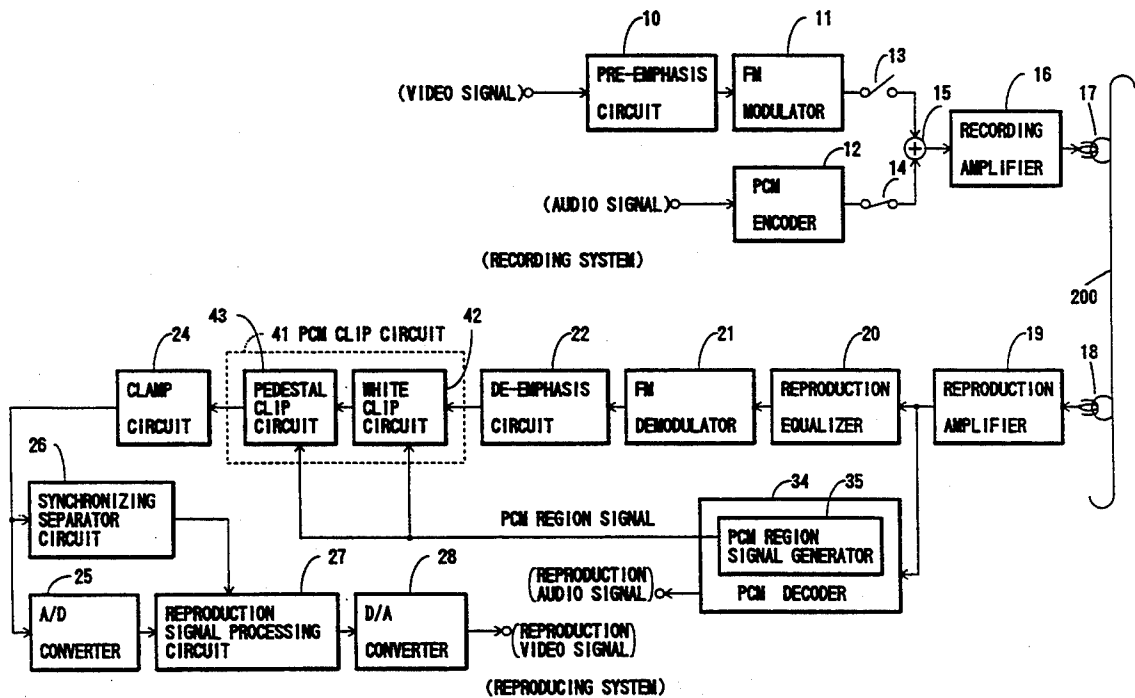 10
11
13
(VIDEO SIGNAL)
PRE-EMPHASIS
CIRCUIT
FM
MODULATOR
15
16
RECORDING
AMPLIFIER
17
12
14
(AUDIO SIGNAL)
PCM
ENCODER
(RECORDING SYSTEM)
200
24
43
41 PCM CLIP CIRCUIT
42
22
21
20
19
18
CLAMP
CIRCUIT
PEDESTAL
CLIP
CIRCUIT
WHITE
CLIP
CIRCUIT
DE-EMPHASIS
CIRCUIT
FM
DEMODULATOR
REPRODUCTION
EQUALIZER
REPRODUCTION
AMPLIFIER
26
SYNCHRONIZING
SEPARATOR
CIRCUIT
PCM REGION SIGNAL
34
35
PCM REGION
SIGNAL GENERATOR
PCM DECODER
(REPRODUCTION
AUDIO SIGNAL)
25
A/D
CONVERTER
27
REPRODUCTION
SIGNAL PROCESSING
CIRCUIT
28
D/A
CONVERTER
(REPRODUCTION
VIDEO SIGNAL)
(REPRODUCING SYSTEM)